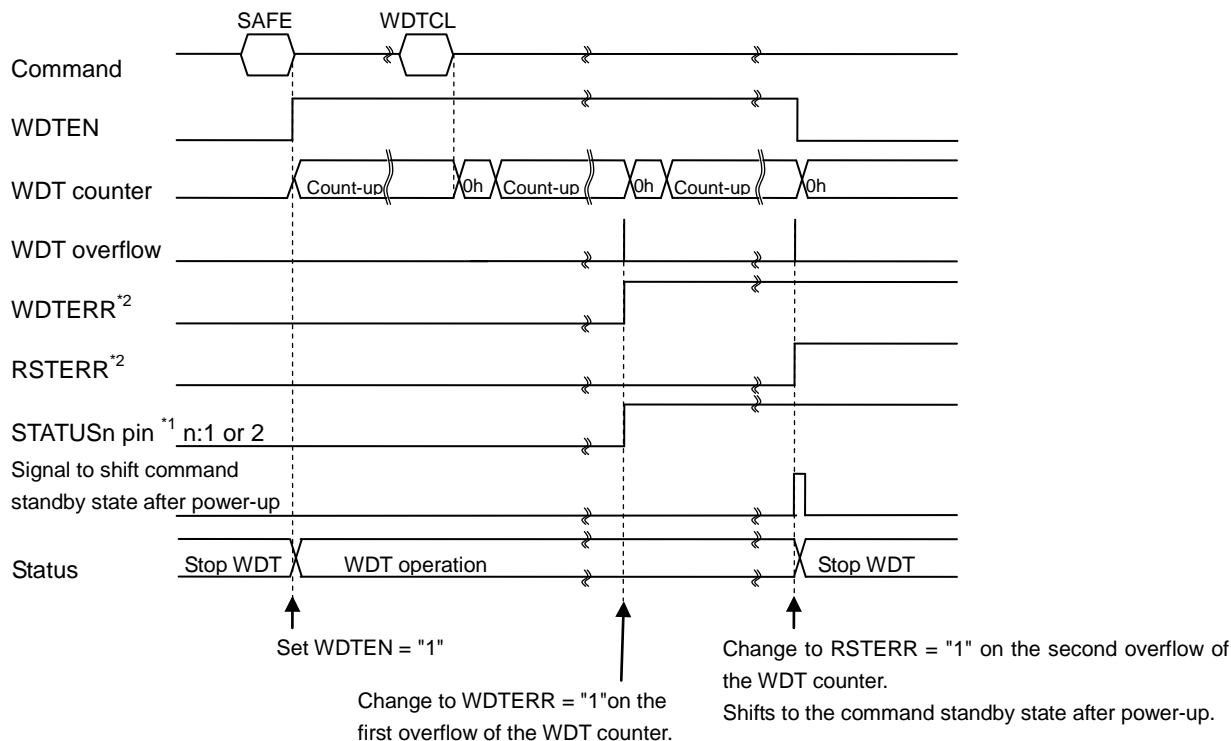 SAFE WDTCL
Command
WDTEN
WDT counter Count-up 0h Count-up 0h Count-up 0h
WDT overflow
WDTERR*2
RSTERR*2
STATUSn pin *1 n:1 or 2
Signal to shift command
standby state after power-up
Status Stop WDT WDT operation Stop WDT
Set WDTEN = "1"
Change to WDTERR = "1"on the
first overflow of the WDT counter.
Change to RSTERR = "1" on the second overflow of
the WDT counter.
Shifts to the command standby state after power-up.